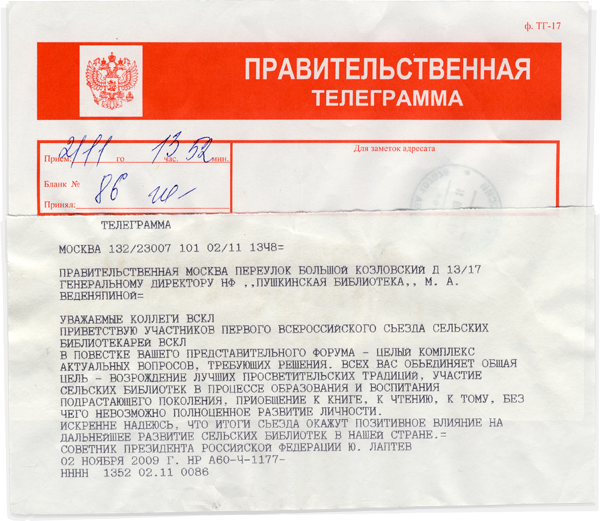 ф. ТГ-17
ПРАВИТЕЛЬСТВЕННАЯ
ТЕЛЕГРАММА
Для заметок адресата
Прием 2/11 го 13 час. 52 мин.
Бланк № 86
Принял:
ТЕЛЕГРАММА
МОСКВА 132/23007 101 02/11 13Ч8=
ПРАВИТЕЛЬСТВЕННАЯ МОСКВА ПЕРЕУЛОК БОЛЬШОЙ КОЗЛОВСКИЙ Д 13/17
ГЕНЕРАЛЬНОМУ ДИРЕКТОРУ НФ ,,ПУШКИНСКАЯ БИБЛИОТЕКА,, М. А.
ВЕДЕНЯПИНОЙ=
УВАЖАЕМЫЕ КОЛЛЕГИ ВСКЛ
ПРИВЕТСТВУЮ УЧАСТНИКОВ ПЕРВОГО ВСЕРОССИЙСКОГО СЪЕЗДА СЕЛЬСКИХ
БИБЛИОТЕКАРЕЙ ВСКЛ
В ПОВЕСТКЕ ВАШЕГО ПРЕДСТАВИТЕЛЬНОГО ФОРУМА - ЦЕЛЫЙ КОМПЛЕКС
АКТУАЛЬНЫХ ВОПРОСОВ, ТРЕБУЮЩИХ РЕШЕНИЯ. ВСЕХ ВАС ОБЪЕДИНЯЕТ ОБЩАЯ
ЦЕЛЬ - ВОЗРОЖДЕНИЕ ЛУЧШИХ ПРОСВЕТИТЕЛЬСКИХ ТРАДИЦИЙ, УЧАСТИЕ
СЕЛЬСКИХ БИБЛИОТЕК В ПРОЦЕССЕ ОБРАЗОВАНИЯ И ВОСПИТАНИЯ
ПОДРАСТАЮЩЕГО ПОКОЛЕНИЯ, ПРИОБЩЕНИЕ К КНИГЕ, К ЧТЕНИЮ, К ТОМУ, БЕЗ
ЧЕГО НЕВОЗМОЖНО ПОЛНОЦЕННОЕ РАЗВИТИЕ ЛИЧНОСТИ.
ИСКРЕННЕ НАДЕЮСЬ, ЧТО ИТОГИ СЪЕЗДА ОКАЖУТ ПОЗИТИВНОЕ ВЛИЯНИЕ НА
ДАЛЬНЕЙШЕЕ РАЗВИТИЕ СЕЛЬСКИХ БИБЛИОТЕК В НАШЕЙ СТРАНЕ.=
СОВЕТНИК ПРЕЗИДЕНТА РОССИЙСКОЙ ФЕДЕРАЦИИ Ю. ЛАПТЕВ
02 НОЯБРЯ 2009 Г. НР А60-Ч-1177-
НННН 1352 02.11 0086